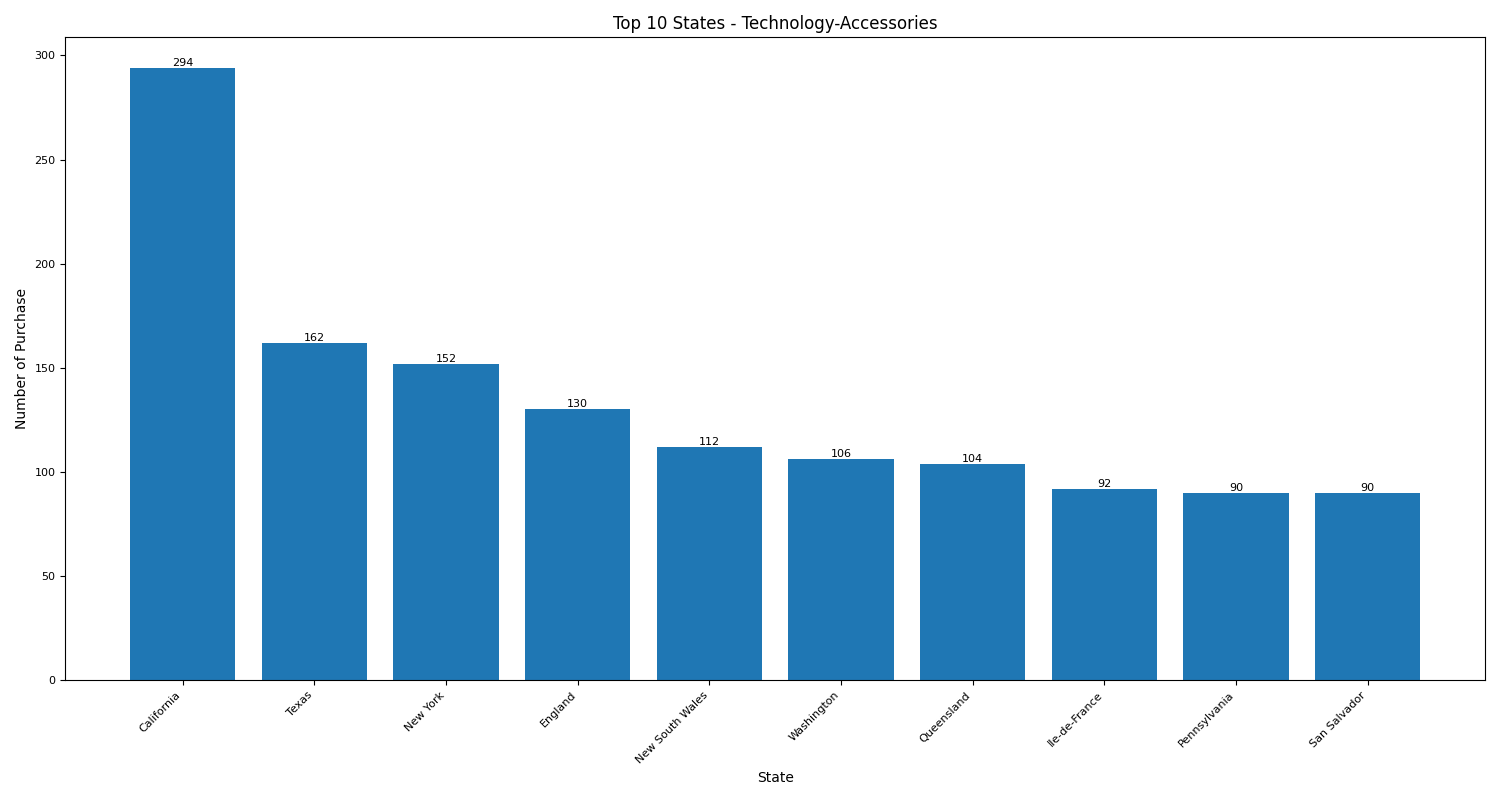 Top 10 States - Technology-Accessories
Number of Purchase
300
250
200
150
100
50
0
294
162
152
130
112
106
104
92
90
90
California
Texas
New York
England
New South Wales
Washington
Queensland
Ile-de-France
Pennsylvania
San Salvador
State